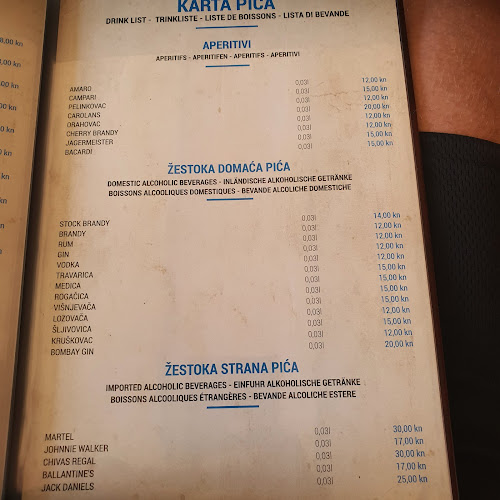 KARTA PIĆA
DRINK LIST - TRINKLISTE - LISTE DE BOISSONS - LISTA DI BEVANDE
APERITIVI
APERITIFS - APERITIFEN - APERITIFS - APERITIVI
AMARO 0,03l 12,00 kn
CAMPARI 0,03l 15,00 kn
PELINKOVAC 0,03l 12,00 kn
CAROLANS 0,03l 20,00 kn
ORAHOVAC 0,03l 15,00 kn
CHERRY BRANDY 0,03l 12,00 kn
JAGERMEISTER 0,03l 15,00 kn
BACARDI 0,03l 15,00 kn
ŽESTOKA DOMAĆA PIĆA
DOMESTIC ALCOHOLIC BEVERAGES - INLÄNDISCHE ALKOHOLISCHE GETRÄNKE
BOISSONS ALCOOLIQUES DOMESTIQUES - BEVANDE ALCOLICHE DOMESTICHE
STOCK BRANDY 0,03l 14,00 kn
BRANDY 0,03l 12,00 kn
RUM 0,03l 12,00 kn
GIN 0,03l 12,00 kn
VODKA 0,03l 12,00 kn
TRAVARICA 0,03l 15,00 kn
MEDICA 0,03l 15,00 kn
ROGAČICA 0,03l 15,00 kn
VIŠNJEVAČA 0,03l 15,00 kn
LOZOVAČA 0,03l 15,00 kn
ŠLJIVOVICA 0,03l 15,00 kn
KRUŠKOVAC 0,03l 12,00 kn
BOMBAY GIN 0,03l 20,00 kn
ŽESTOKA STRANA PIĆA
IMPORTED ALCOHOLIC BEVERAGES - EINFUHR ALKOHOLISCHE GETRÄNKE
BOISSONS ALCOOLIQUES ÉTRANGÈRES - BEVANDE ALCOLICHE ESTERE
MARTEL 0,03l 30,00 kn
JOHNNIE WALKER 0,03l 17,00 kn
CHIVAS REGAL 0,03l 30,00 kn
BALLANTINE'S 0,03l 17,00 kn
JACK DANIELS 0,03l 25,00 kn